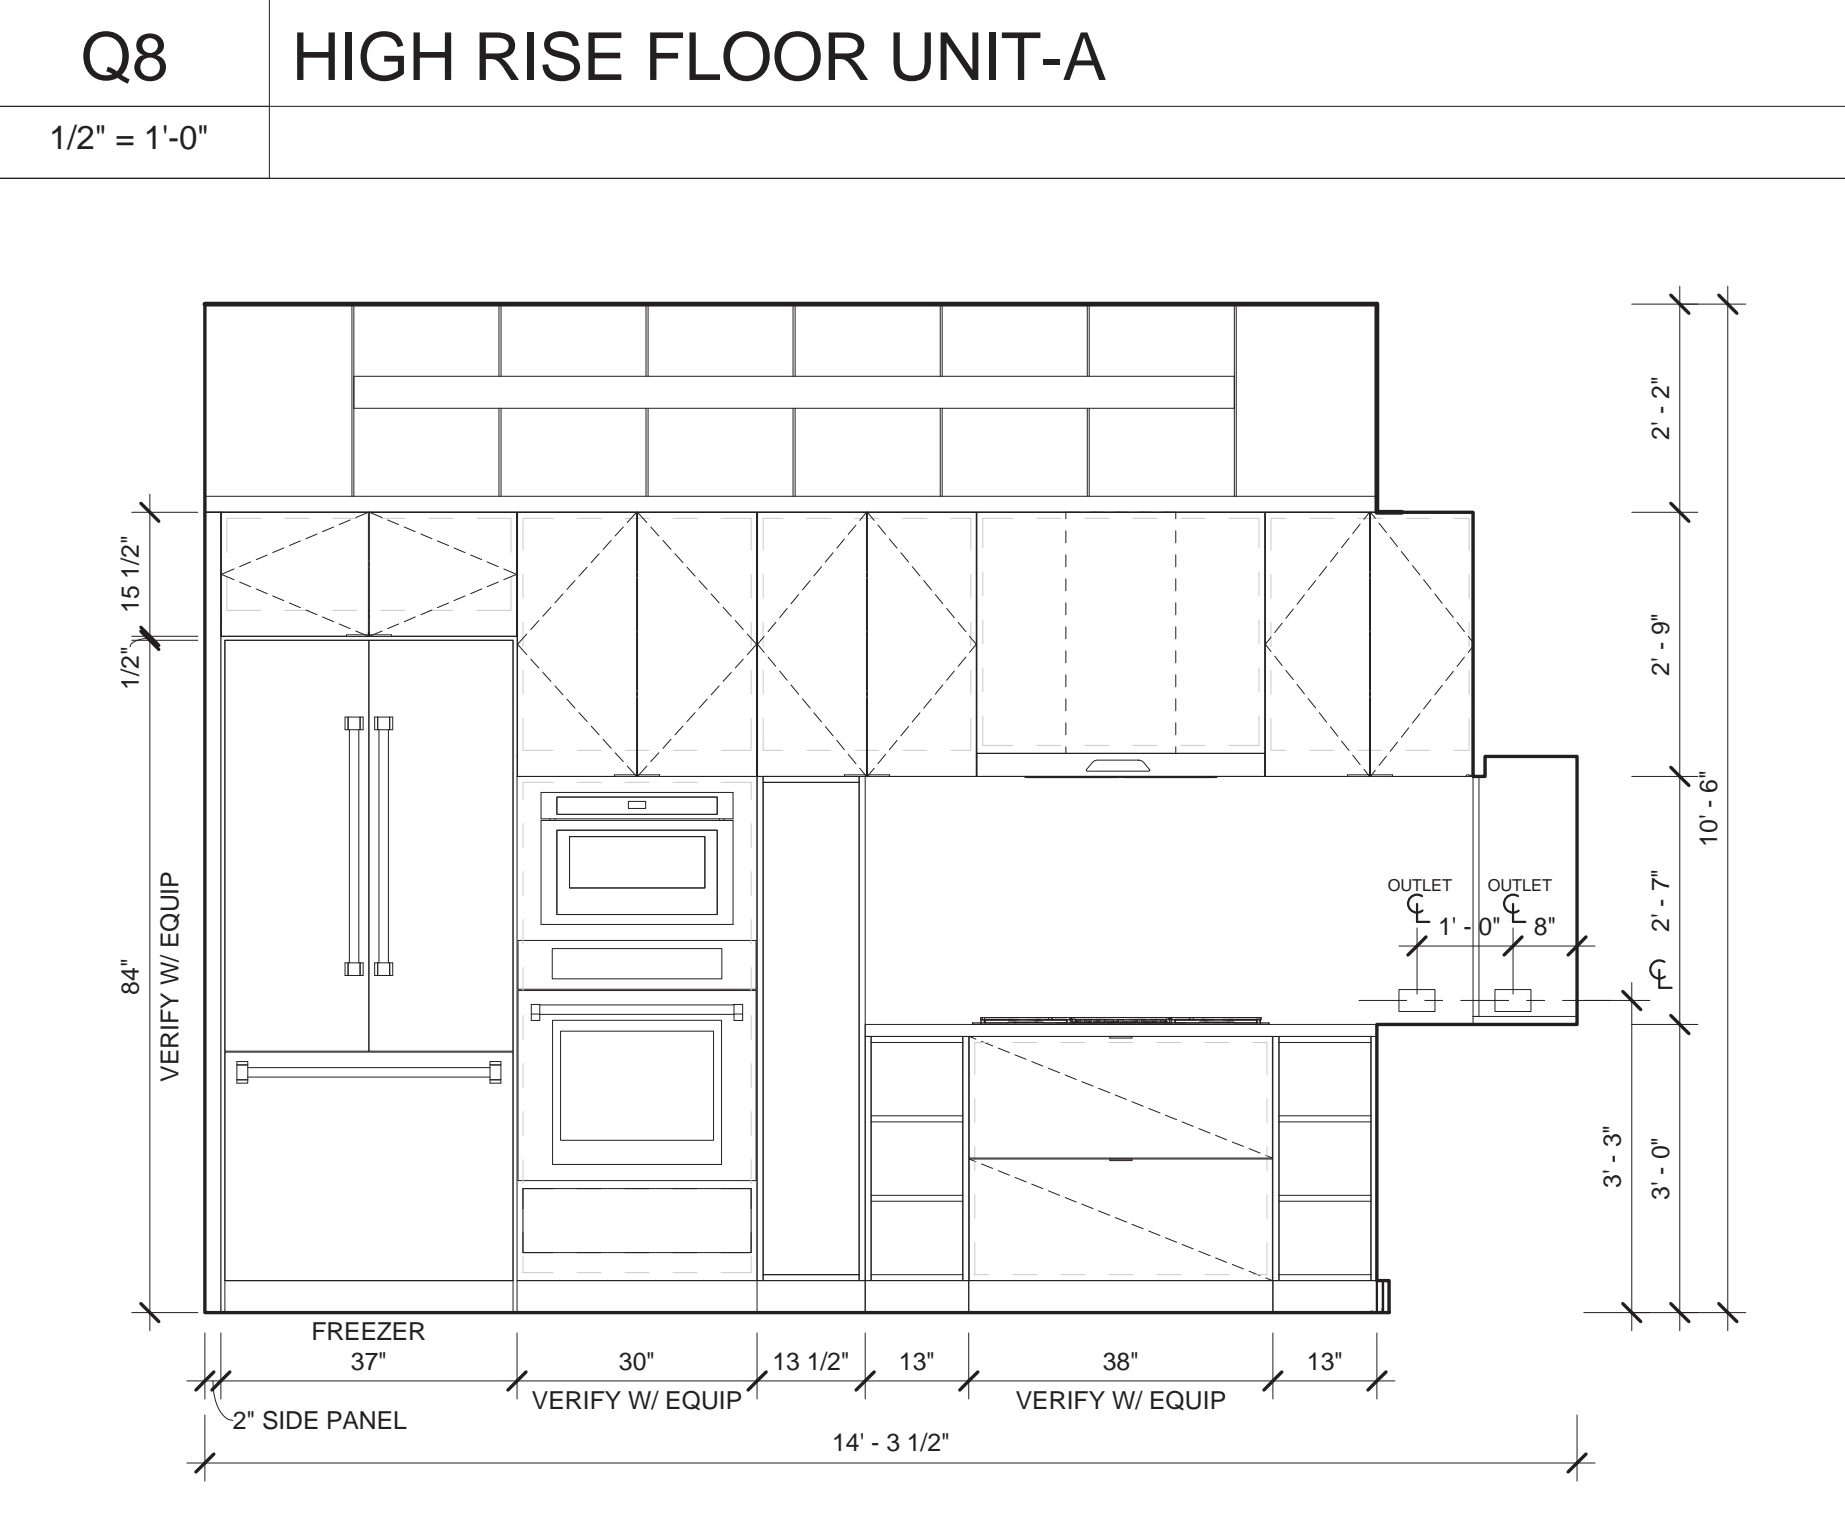 Q8
HIGH RISE FLOOR UNIT-A
1/2" = 1'-0"
2' - 2"
15 1/2"
1/2"
2' - 9"
10' - 6"
84"
VERIFY W/ EQUIP
OUTLET
OUTLET
℄
℄
1' - 0"
8"
2' - 7"
℄
3' - 3"
3' - 0"
FREEZER
37"
30"
13 1/2"
13"
38"
13"
VERIFY W/ EQUIP
VERIFY W/ EQUIP
2" SIDE PANEL
14' - 3 1/2"